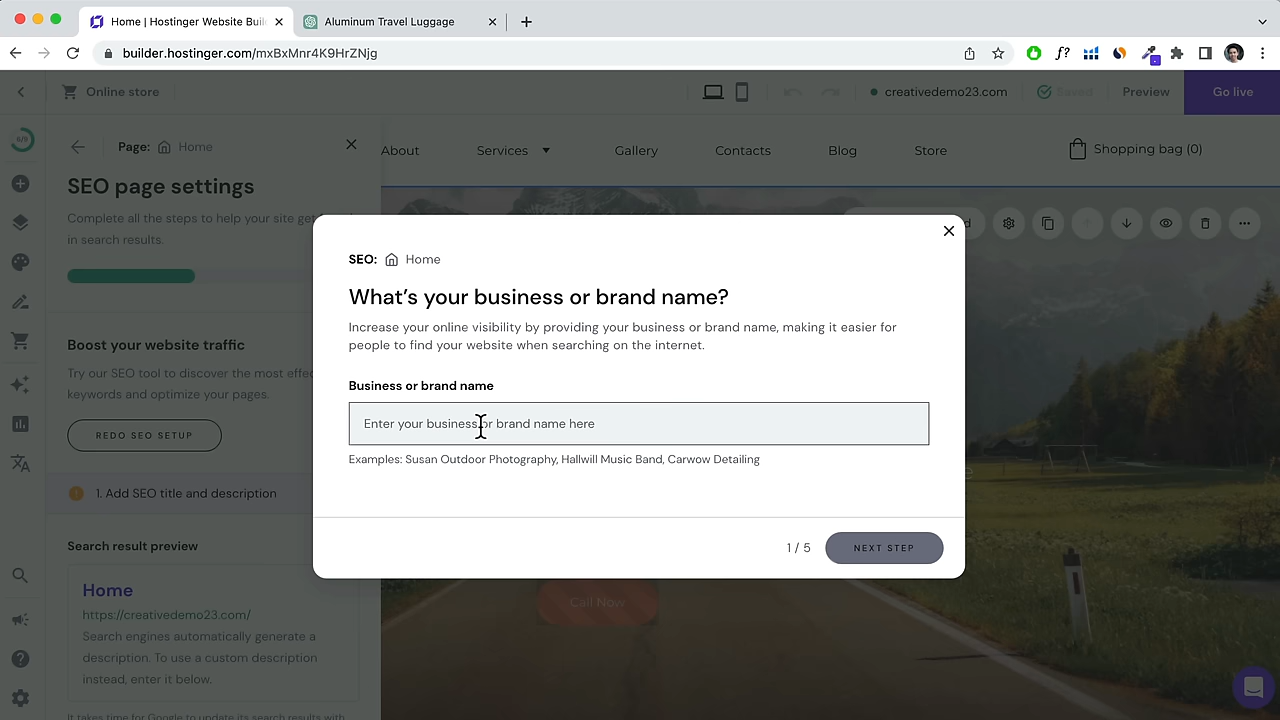 Home | Hostinger Website Buil
Aluminum Travel Luggage
builder.hostinger.com/mxBxMnr4K9HrZNjg
f?
Online store
creativedemo23.com
Saved
Preview
Go live
Page: Home
About
Services
Gallery
Contacts
Blog
Store
Shopping bag (0)
SEO page settings
Complete all the steps to help your site get
in search results.
Boost your website traffic
Try our SEO tool to discover the most effec
keywords and optimize your pages.
REDO SEO SETUP
1. Add SEO title and description
Search result preview
Home
https://creativedemo23.com/
Search engines automatically generate a
description. To use a custom description
instead, enter it below.
It takes time for Google to update its search results with
SEO: Home
What's your business or brand name?
Increase your online visibility by providing your business or brand name, making it easier for
people to find your website when searching on the internet.
Business or brand name
Enter your business or brand name here
Examples: Susan Outdoor Photography, Hallwill Music Band, Carwow Detailing
1 / 5
NEXT STEP
Call Now